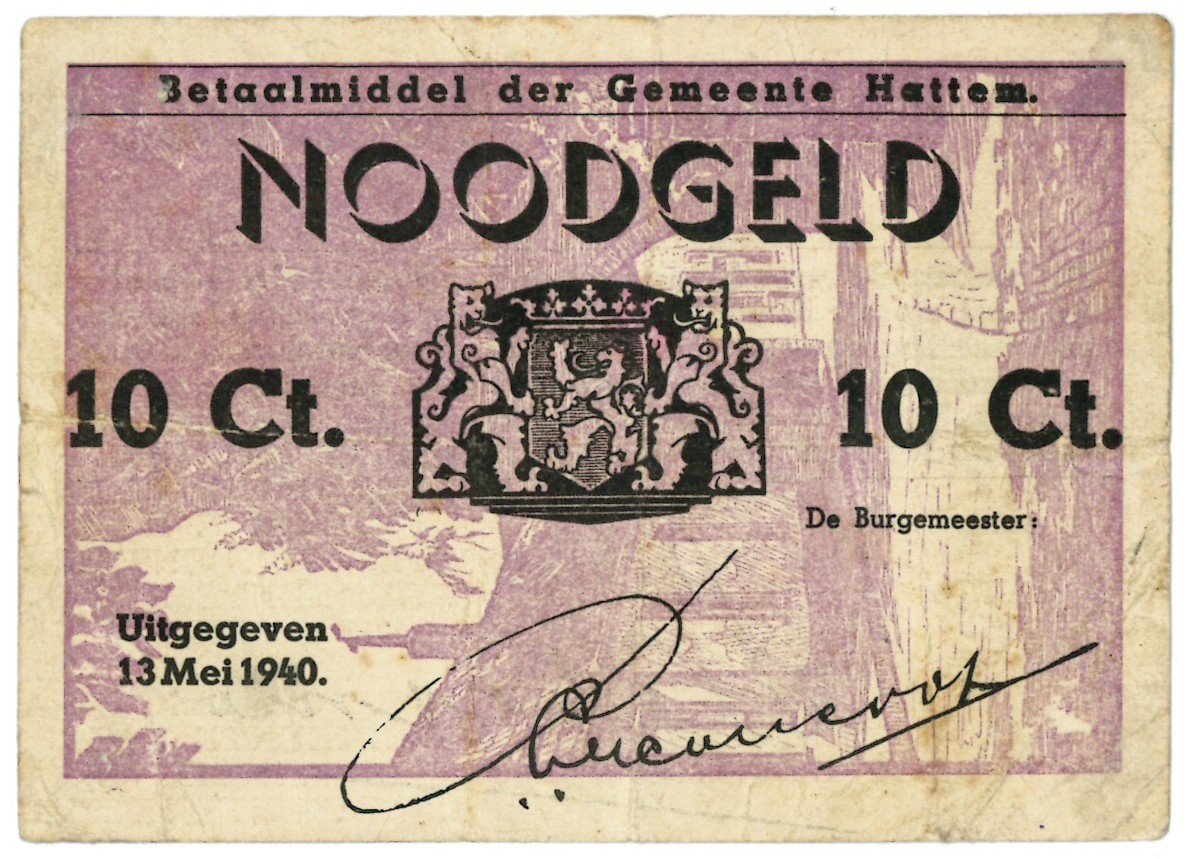 Betaalmiddel der Gemeente Hattem.
NOODGELD
10 Ct.
10 Ct.
De Burgemeester:
Uitgegeven
13 Mei 1940.